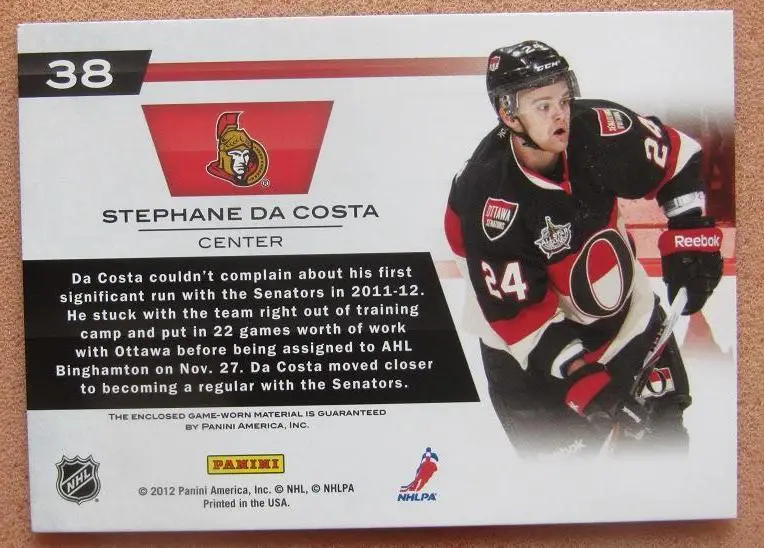 38
STEPHANE DA COSTA
CENTER
Da Costa couldn't complain about his first
significant run with the Senators in 2011-12.
He stuck with the team right out of training
camp and put in 22 games worth of work
with Ottawa before being assigned to AHL
Binghamton on Nov. 27. Da Costa moved closer
to becoming a regular with the Senators.
THE ENCLOSED GAME-WORN MATERIAL IS GUARANTEED
BY PANINI AMERICA, INC.
NHL
PANINI
© 2012 Panini America, Inc. © NHL, © NHLPA
Printed in the USA.
NHLPA
24
CCM
24
OTTAWA
SENATORS
24
Reebok
Reebok